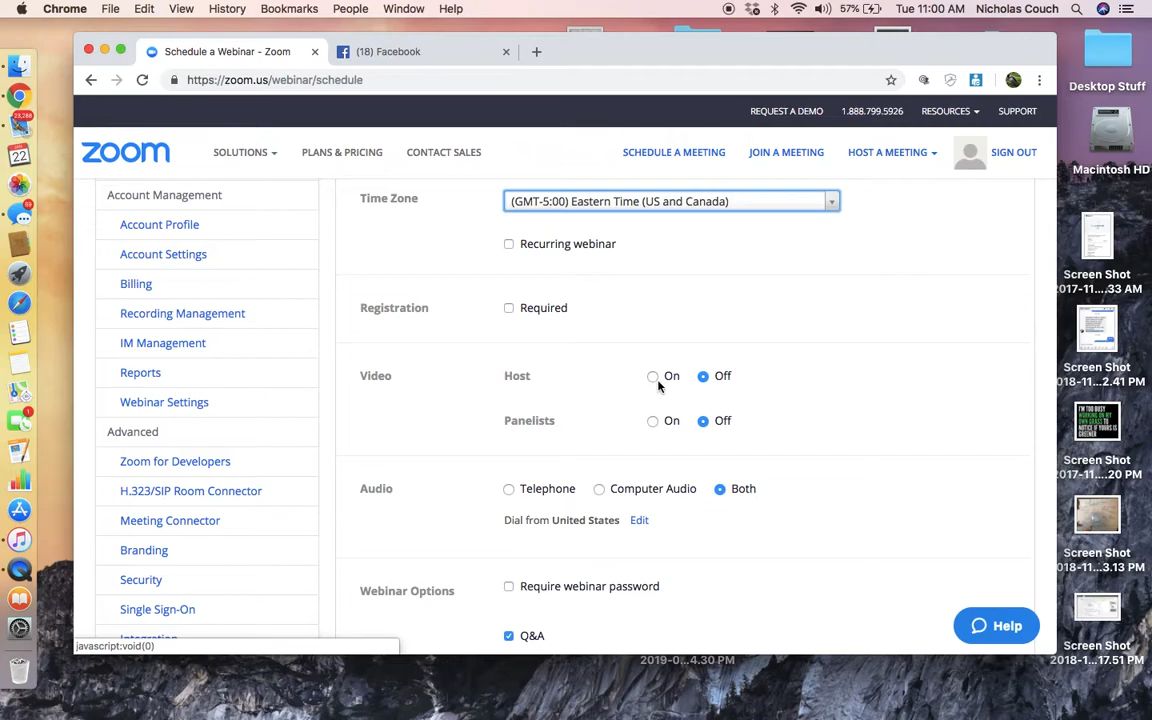 Chrome File Edit View History Bookmarks People Window Help 57% Tue 11:00 AM Nicholas Couch
Schedule a Webinar - Zoom (18) Facebook
https://zoom.us/webinar/schedule
REQUEST A DEMO 1.888.799.5926 RESOURCES SUPPORT
zoom SOLUTIONS PLANS & PRICING CONTACT SALES SCHEDULE A MEETING JOIN A MEETING HOST A MEETING SIGN OUT
Account Management
Account Profile
Account Settings
Billing
Recording Management
IM Management
Reports
Webinar Settings
Advanced
Zoom for Developers
H.323/SIP Room Connector
Meeting Connector
Branding
Security
Single Sign-On
Integration
javascript:void(0)
Time Zone (GMT-5:00) Eastern Time (US and Canada)
Recurring webinar
Registration Required
Video Host On Off
Panelists On Off
Audio Telephone Computer Audio Both
Dial from United States Edit
Webinar Options Require webinar password
Q&A
Help
Desktop Stuff
Macintosh HD
Screen Shot
2017-11....33 AM
Screen Shot
2018-11...2.41 PM
Screen Shot
2018-11....20 PM
Screen Shot
2018-11...3.13 PM
Screen Shot
2018-1...17.51 PM
2019-0...4.30 PM
23,788
JAN
22